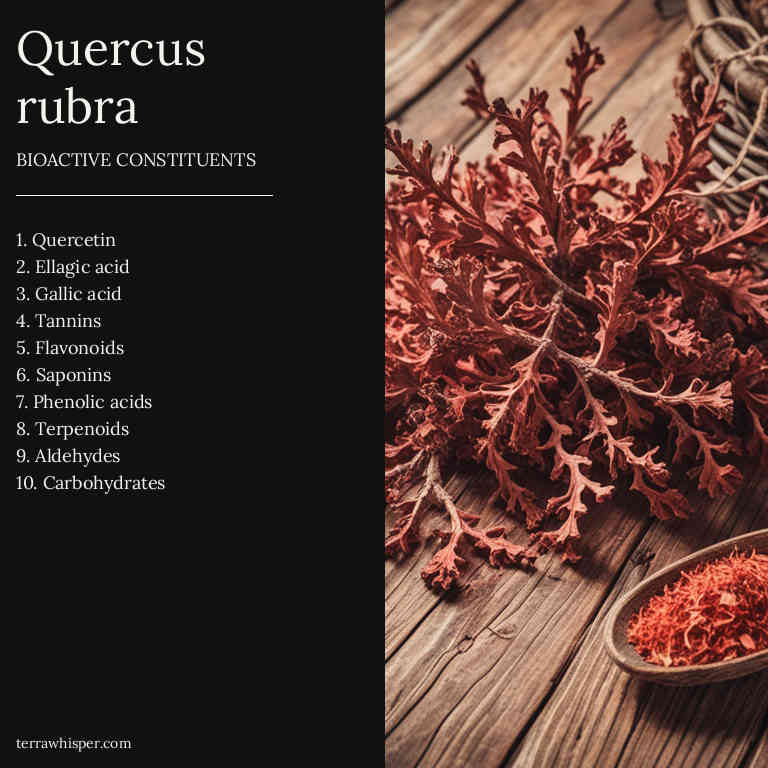 Quercus
rubra
BIOACTIVE CONSTITUENTS
1. Quercetin
2. Ellagic acid
3. Gallic acid
4. Tannins
5. Flavonoids
6. Saponins
7. Phenolic acids
8. Terpenoids
9. Aldehydes
10. Carbohydrates
terrawhisper.com